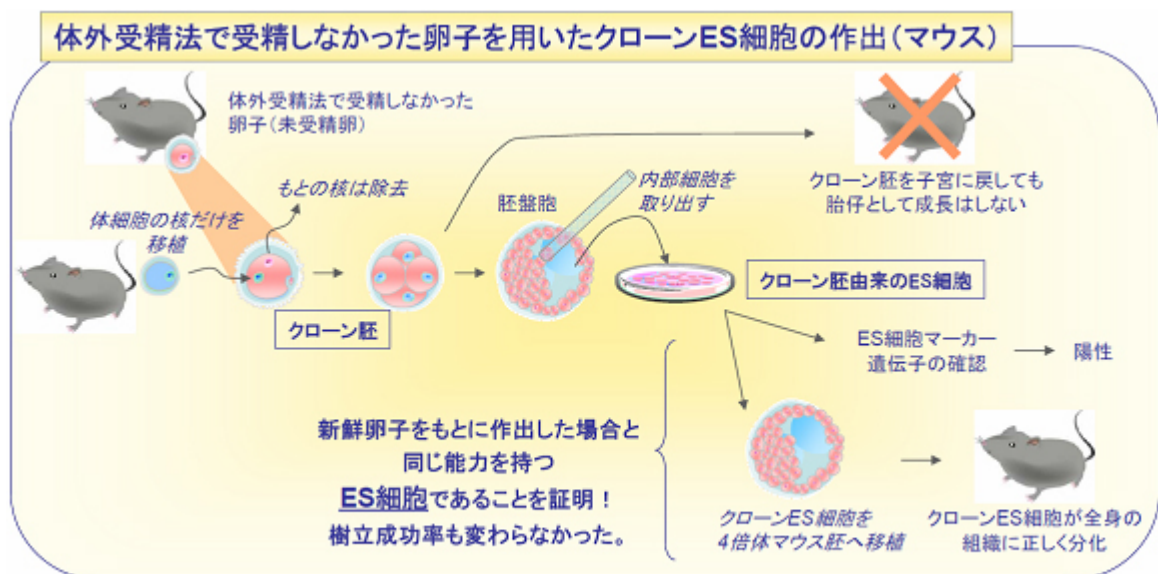 体外受精法で受精しなかった卵子を用いたクローンES細胞の作出(マウス)
体外受精法で受精しなかった
卵子(未受精卵)
もとの核は除去
体細胞の核だけを
移植
クローン胚
胚盤胞
内部細胞を
取り出す
クローン胚を子宮に戻しても
胎仔として成長はしない
クローン胚由来のES細胞
ES細胞マーカー
遺伝子の確認
陽性
新鮮卵子をもとに作出した場合と
同じ能力を持つ
ES細胞であることを証明!
樹立成功率も変わらなかった。
クローンES細胞を
4倍体マウス胚へ移植
クローンES細胞が全身の
組織に正しく分化